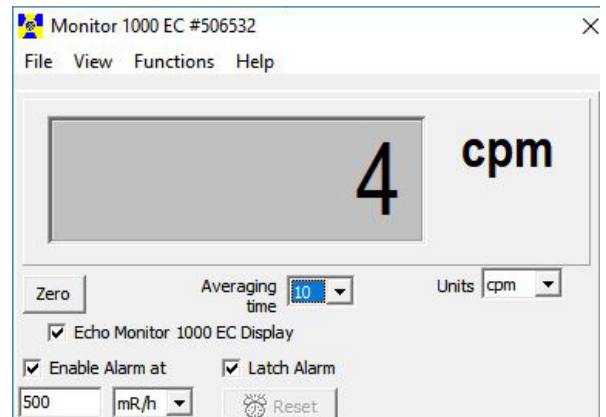 Monitor 1000 EC #506532
File View Functions Help
4 cpm
Zero Averaging time 10 Units cpm
Echo Monitor 1000 EC Display
Enable Alarm at Latch Alarm
500 mR/h Reset